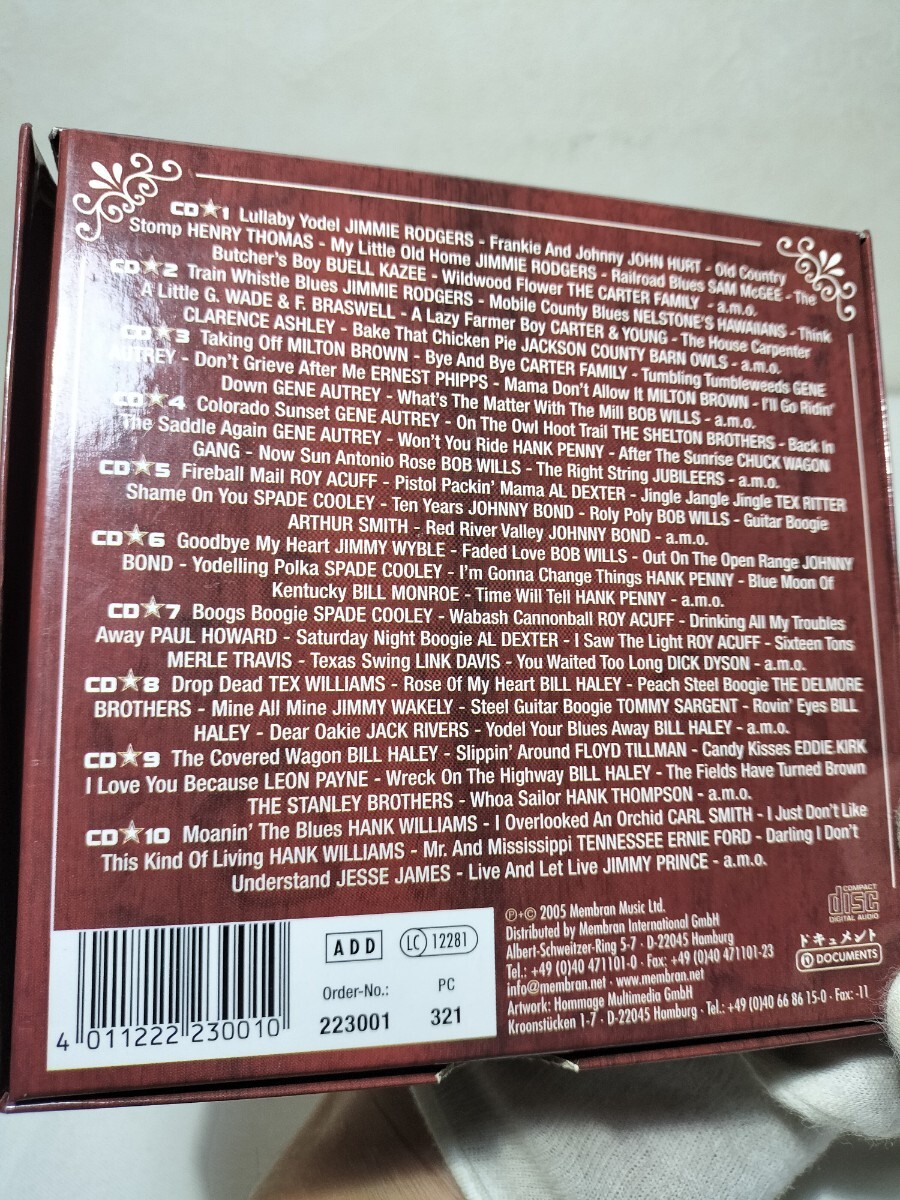 CD★1 Lullaby Yodel JIMMIE RODGERS - Frankie And Johnny JOHN HURT - Old Country
Stomp HENRY THOMAS - My Little Old Home JIMMIE RODGERS - Railroad Blues SAM McGEE - The
Butcher's Boy BUELL KAZEE - Wildwood Flower THE CARTER FAMILY - a.m.o.
CD★2 Train Whistle Blues JIMMIE RODGERS - Mobile County Blues NELSTONE'S HAWAIIANS - Think
A Little G. WADE & F. BRASWELL - A Lazy Farmer Boy CARTER & YOUNG - The House Carpenter
CLARENCE ASHLEY - Bake That Chicken Pie JACKSON COUNTY BARN OWLS - a.m.o.
CD★3 Taking Off MILTON BROWN - Bye And Bye CARTER FAMILY - Tumbling Tumbleweeds GENE
AUTREY - Don't Grieve After Me ERNEST PHIPPS - Mama Don't Allow It MILTON BROWN - I'll Go Ridin'
Down GENE AUTREY - What's The Matter With The Mill BOB WILLS - a.m.o.
CD★4 Colorado Sunset GENE AUTREY - On The Owl Hoot Trail THE SHELTON BROTHERS - Back In
The Saddle Again GENE AUTREY - Won't You Ride HANK PENNY - After The Sunrise CHUCK WAGON
GANG - Now Sun Antonio Rose BOB WILLS - The Right String JUBILEERS - a.m.o.
CD★5 Fireball Mail ROY ACUFF - Pistol Packin' Mama AL DEXTER - Jingle Jangle Jingle TEX RITTER
Shame On You SPADE COOLEY - Ten Years JOHNNY BOND - Roly Poly BOB WILLS - Guitar Boogie
ARTHUR SMITH - Red River Valley JOHNNY BOND - a.m.o.
CD★6 Goodbye My Heart JIMMY WYBLE - Faded Love BOB WILLS - Out On The Open Range JOHNNY
BOND - Yodelling Polka SPADE COOLEY - I'm Gonna Change Things HANK PENNY - Blue Moon Of
Kentucky BILL MONROE - Time Will Tell HANK PENNY - a.m.o.
CD★7 Boogs Boogie SPADE COOLEY - Wabash Cannonball ROY ACUFF - Drinking All My Troubles
Away PAUL HOWARD - Saturday Night Boogie AL DEXTER - I Saw The Light ROY ACUFF - Sixteen Tons
MERLE TRAVIS - Texas Swing LINK DAVIS - You Waited Too Long DICK DYSON - a.m.o.
CD★8 Drop Dead TEX WILLIAMS - Rose Of My Heart BILL HALEY - Peach Steel Boogie THE DELMORE
BROTHERS - Mine All Mine JIMMY WAKELY - Steel Guitar Boogie TOMMY SARGENT - Rovin' Eyes BILL
HALEY - Dear Oakie JACK RIVERS - Yodel Your Blues Away BILL HALEY - a.m.o.
CD★9 The Covered Wagon BILL HALEY - Slippin' Around FLOYD TILLMAN - Candy Kisses EDDIE KIRK
I Love You Because LEON PAYNE - Wreck On The Highway BILL HALEY - The Fields Have Turned Brown
THE STANLEY BROTHERS - Whoa Sailor HANK THOMPSON - a.m.o.
CD★10 Moanin' The Blues HANK WILLIAMS - I Overlooked An Orchid CARL SMITH - I Just Don't Like
This Kind Of Living HANK WILLIAMS - Mr. And Mississippi TENNESSEE ERNIE FORD - Darling I Don't
Understand JESSE JAMES - Live And Let Live JIMMY PRINCE - a.m.o.
4 011222 230010
ADD
LC 12281
Order-No.: PC
223001 321
℗+© 2005 Membran Music Ltd.
Distributed by Membran International GmbH
Albert-Schweitzer-Ring 5-7 · D-22045 Hamburg
Tel.: +49 (0)40 471101-0 · Fax: +49 (0)40 471101-23
info@membran.net · www.membran.net
Artwork: Hommage Multimedia GmbH
Kroonstücken 1-7 · D-22045 Hamburg · Tel.: +49 (0)40 66 86 15-0 · Fax: -11
COMPACT
disc
DIGITAL AUDIO
ドキュメント
DOCUMENTS